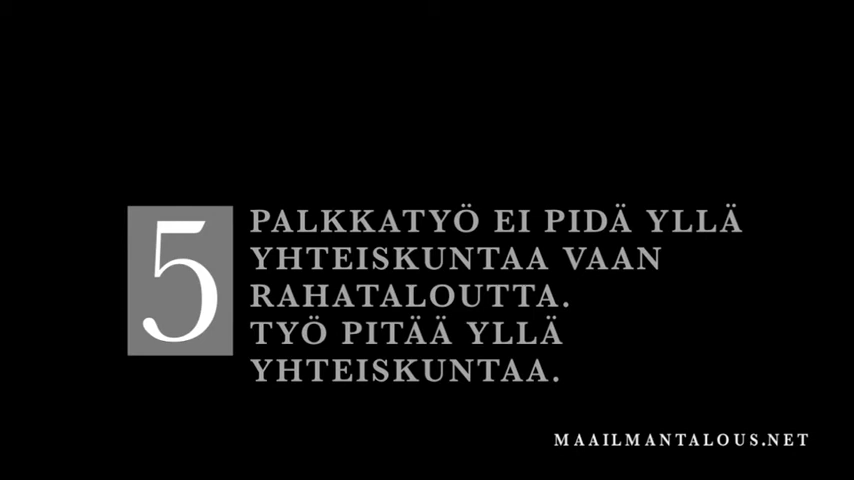 5
PALKKATYÖ EI PIDÄ YLLÄ
YHTEISKUNTAA VAAN
RAHATALOUTTA.
TYÖ PITÄÄ YLLÄ
YHTEISKUNTAA.
MAAILMANTALOUS.NET